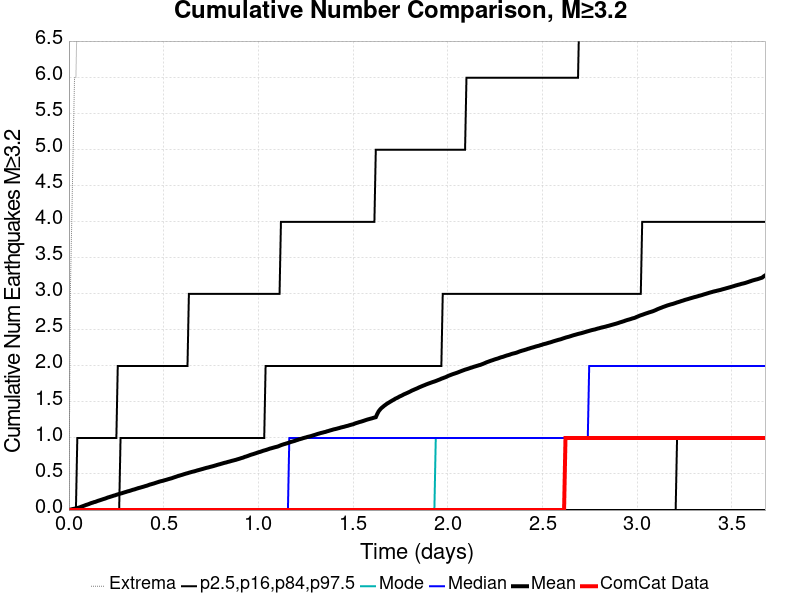 Cumulative Number Comparison, M≥3.2
Cumulative Num Earthquakes M≥3.2
6.5
6.0
5.5
5.0
4.5
4.0
3.5
3.0
2.5
2.0
1.5
1.0
0.5
0.0
0.0 0.5 1.0 1.5 2.0 2.5 3.0 3.5
Time (days)
Extrema p2.5,p16,p84,p97.5 Mode Median Mean ComCat Data